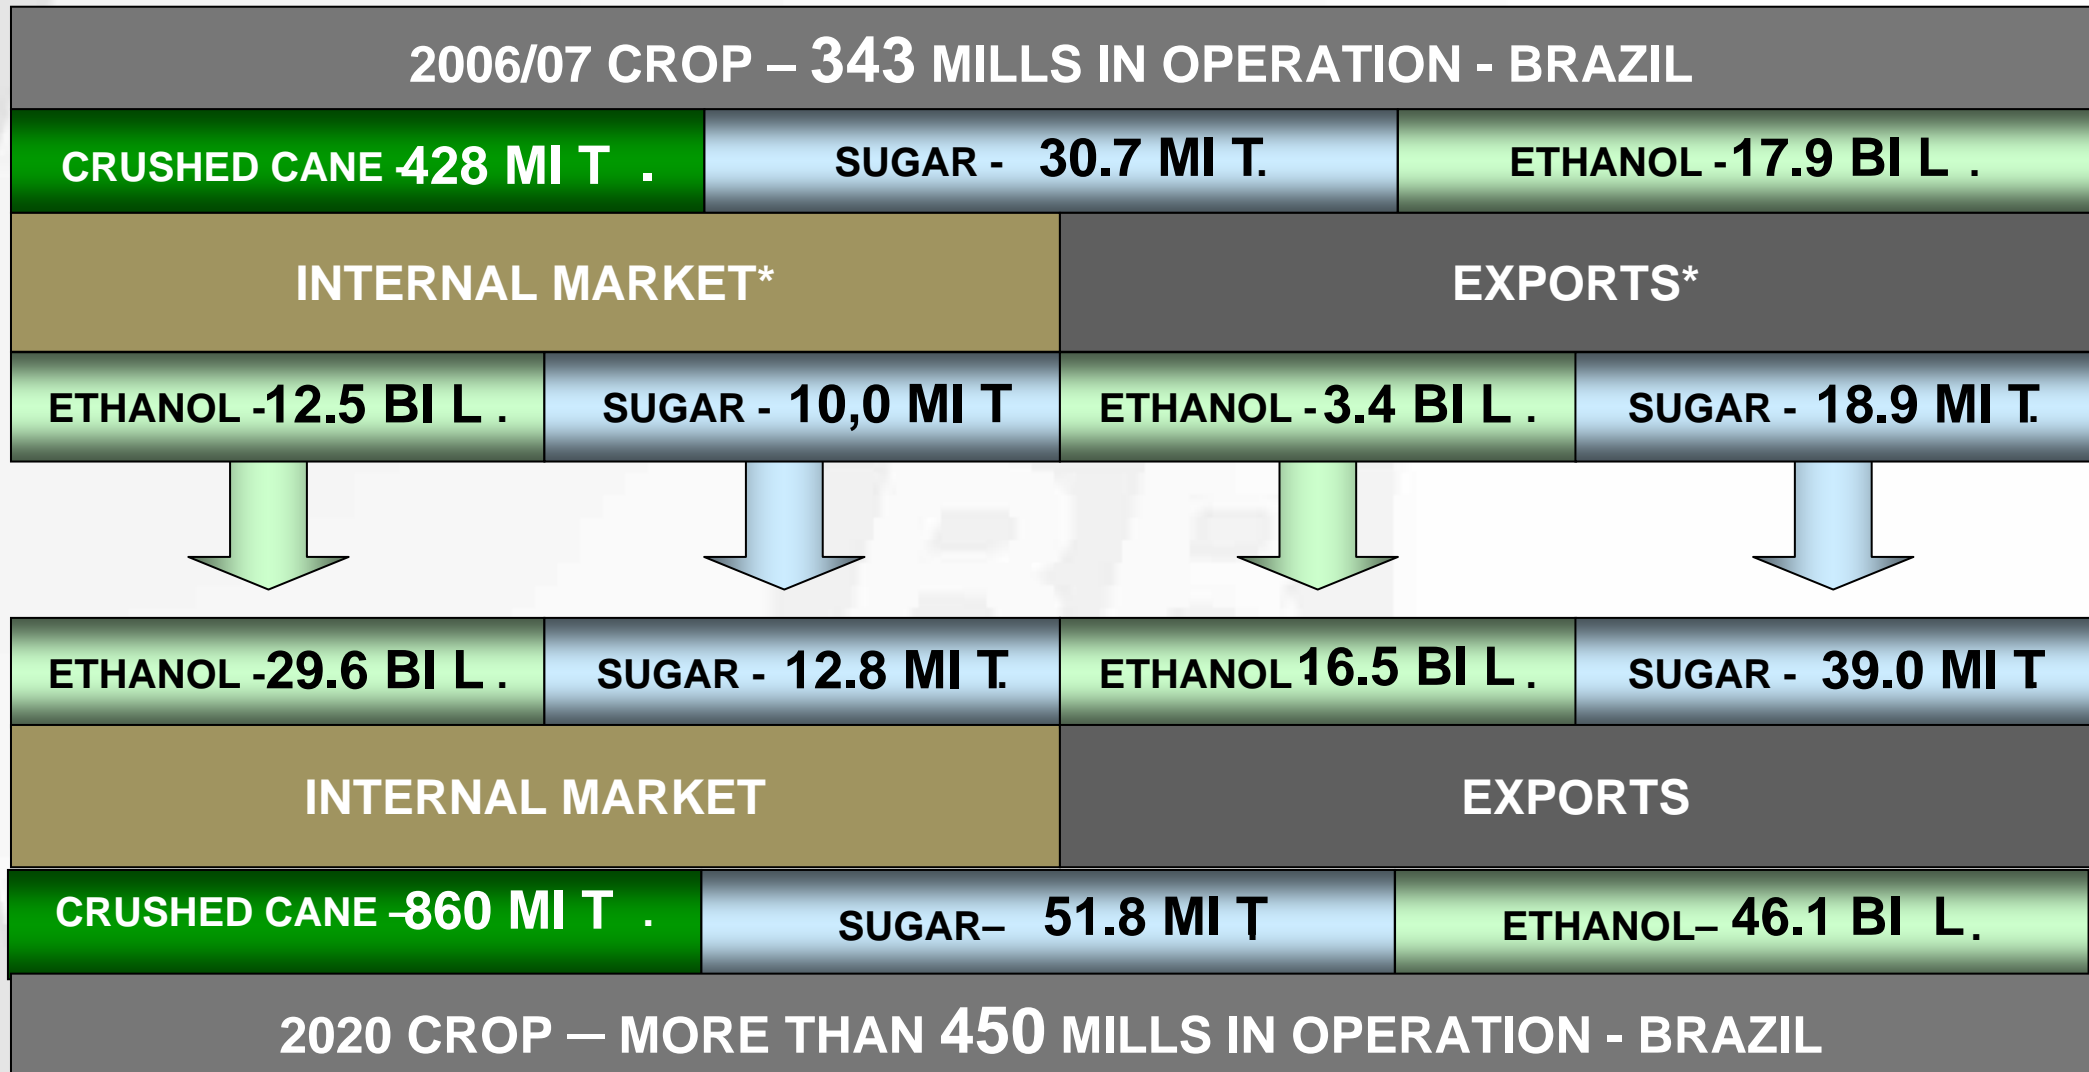 2006/07 CROP – 343 MILLS IN OPERATION - BRAZIL
CRUSHED CANE -428 MI T .
SUGAR - 30.7 MI T.
ETHANOL -17.9 BI L .
INTERNAL MARKET*
EXPORTS*
ETHANOL -12.5 BI L .
SUGAR - 10,0 MI T
ETHANOL -3.4 BI L .
SUGAR - 18.9 MI T.
ETHANOL -29.6 BI L .
SUGAR - 12.8 MI T.
ETHANOL -16.5 BI L .
SUGAR - 39.0 MI T
INTERNAL MARKET
EXPORTS
CRUSHED CANE –860 MI T .
SUGAR– 51.8 MI T.
ETHANOL– 46.1 BI L .
2020 CROP — MORE THAN 450 MILLS IN OPERATION - BRAZIL